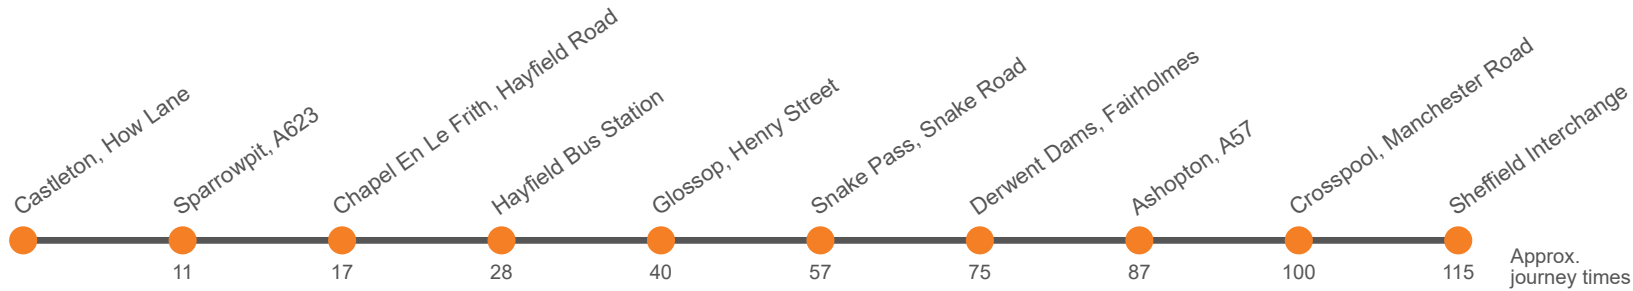 Castleton, How Lane
Sparrowpit, A623
Chapel En Le Frith, Hayfield Road
Hayfield Bus Station
Glossop, Henry Street
Snake Pass, Snake Road
Derwent Dams, Fairholmes
Ashopton, A57
Crosspool, Manchester Road
Sheffield Interchange
11
17
28
40
57
75
87
100
115
Approx.
journey times